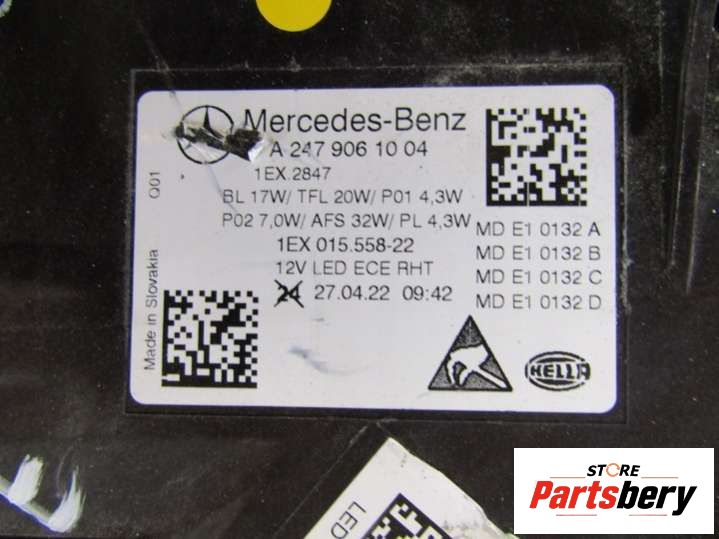 Mercedes-Benz
A 247 906 10 04
1EX 2847
BL 17W/ TFL 20W/ P01 4,3W
P02 7,0W/ AFS 32W/ PL 4,3W
1EX 015.558-22
12V LED ECE RHT
24 27.04.22 09:42
MD E1 0132 A
MD E1 0132 B
MD E1 0132 C
MD E1 0132 D
Made in Slovakia
Q01
HELLA
LED
STORE
Partsbery